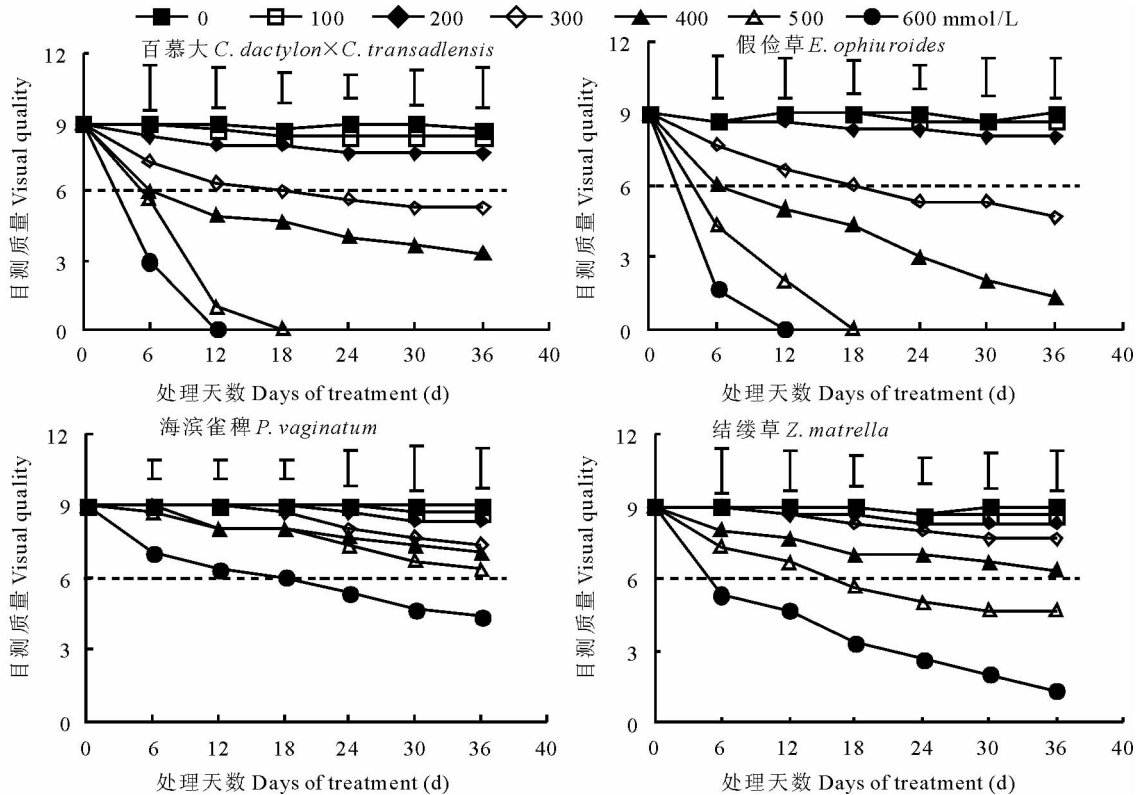 0 100 200 300 400 500 600 mmol/L
百慕大 C. dactylon×C. transadlensis
12
9
6
3
0
目测质量 Visual quality
0 6 12 18 24 30 36 40
处理天数 Days of treatment (d)
假俭草 E. ophiuroides
12
9
6
3
0
目测质量 Visual quality
0 6 12 18 24 30 36 40
处理天数 Days of treatment (d)
海滨雀稗 P. vaginatum
12
9
6
3
0
目测质量 Visual quality
0 6 12 18 24 30 36 40
处理天数 Days of treatment (d)
结缕草 Z. matrella
12
9
6
3
0
目测质量 Visual quality
0 6 12 18 24 30 36 40
处理天数 Days of treatment (d)